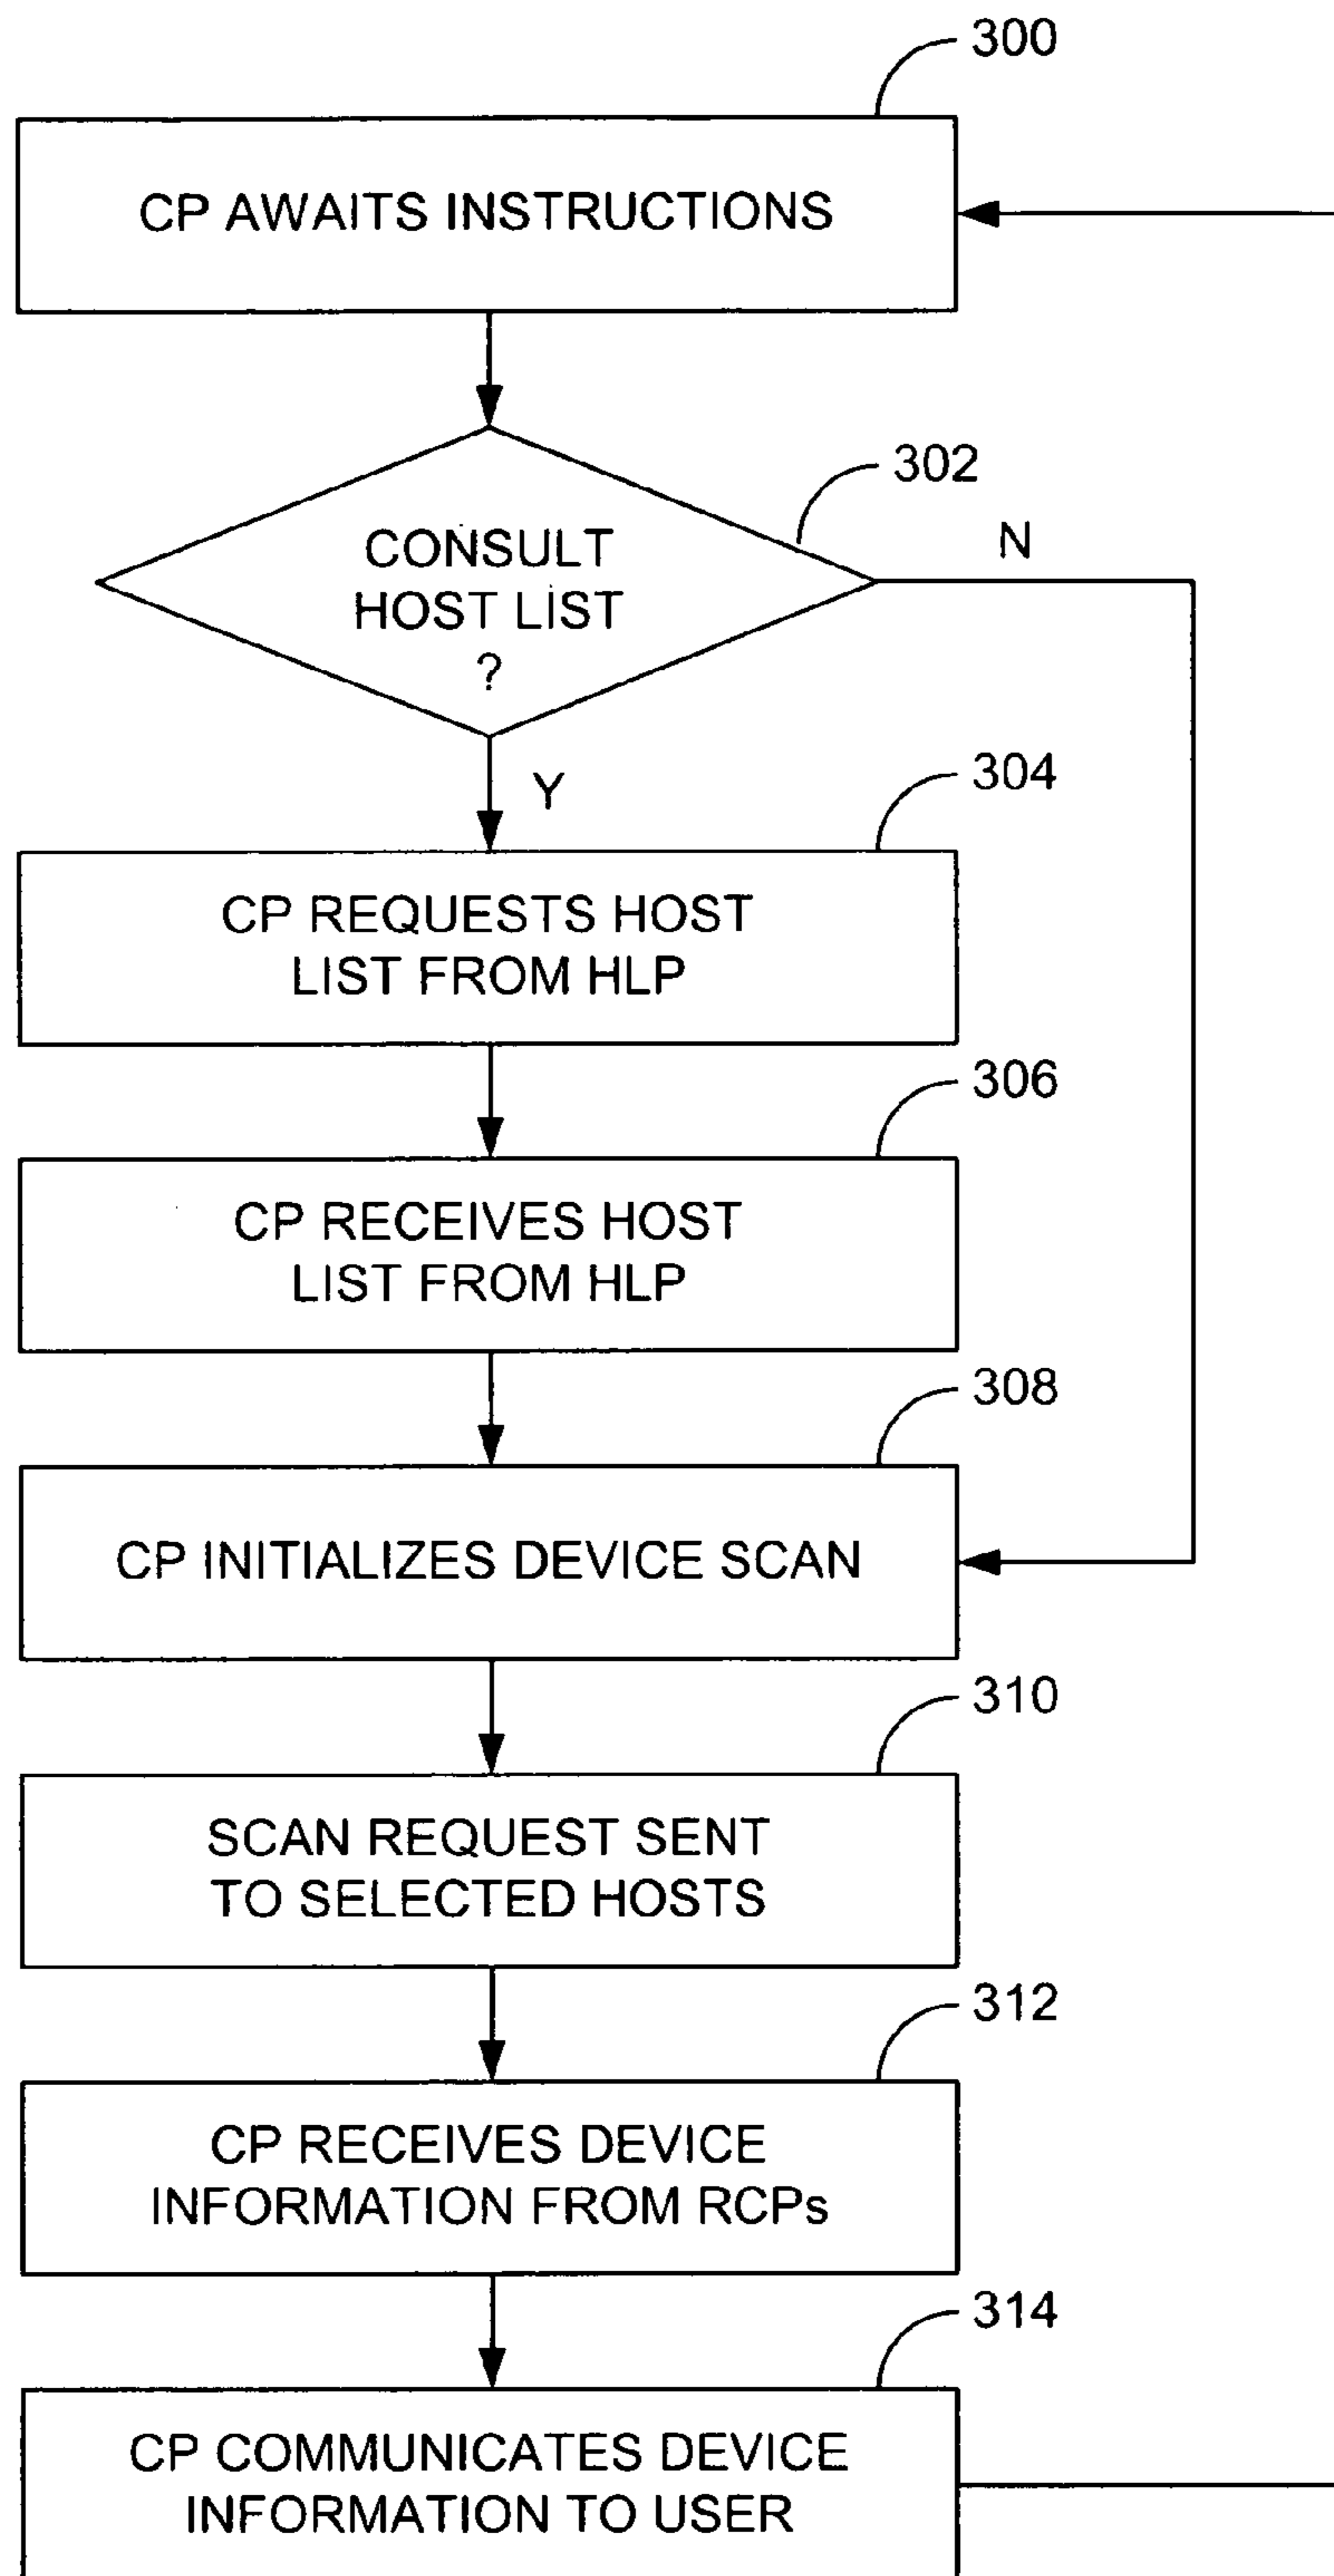 300
CP AWAITS INSTRUCTIONS
302
N
CONSULT
HOST LIST
?
Y
304
CP REQUESTS HOST
LIST FROM HLP
306
CP RECEIVES HOST
LIST FROM HLP
308
CP INITIALIZES DEVICE SCAN
310
SCAN REQUEST SENT
TO SELECTED HOSTS
312
CP RECEIVES DEVICE
INFORMATION FROM RCPs
314
CP COMMUNICATES DEVICE
INFORMATION TO USER